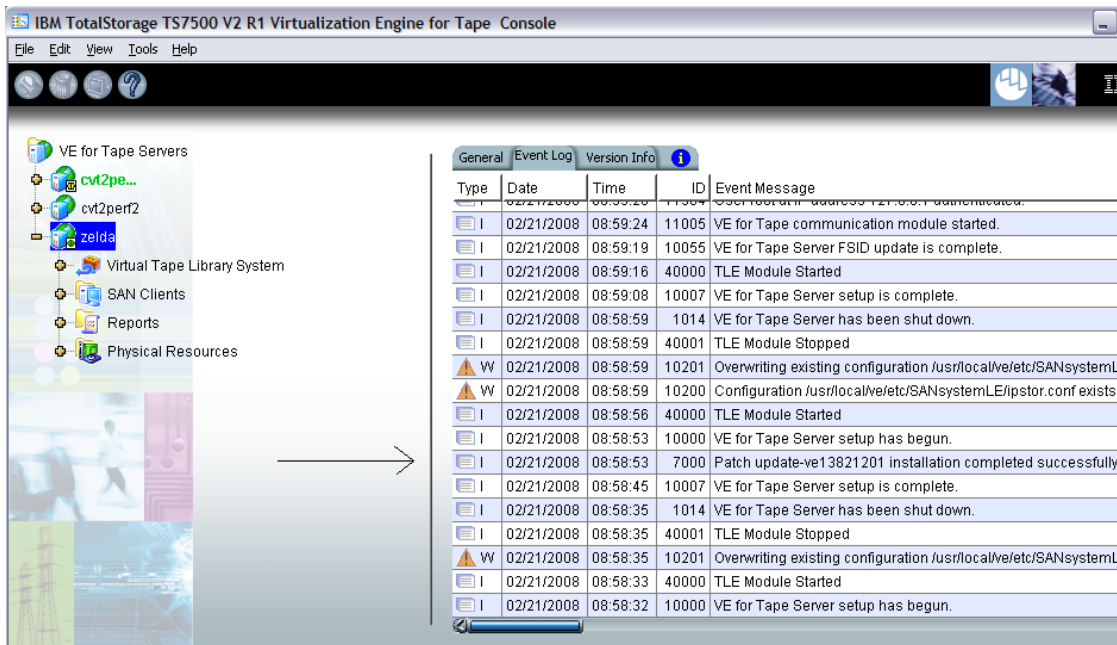 IBM TotalStorage TS7500 V2 R1 Virtualization Engine for Tape Console
File Edit View Tools Help
VE for Tape Servers
cvt2pe...
cvt2perf2
zelda
Virtual Tape Library System
SAN Clients
Reports
Physical Resources
General Event Log Version Info
Type Date Time ID Event Message
I 02/21/2008 08:59:24 11005 VE for Tape communication module started.
I 02/21/2008 08:59:19 10055 VE for Tape Server FSID update is complete.
I 02/21/2008 08:59:16 40000 TLE Module Started
I 02/21/2008 08:59:08 10007 VE for Tape Server setup is complete.
I 02/21/2008 08:58:59 1014 VE for Tape Server has been shut down.
I 02/21/2008 08:58:59 40001 TLE Module Stopped
W 02/21/2008 08:58:59 10201 Overwriting existing configuration /usr/local/ve/etc/SANsystemL
W 02/21/2008 08:58:59 10200 Configuration /usr/local/ve/etc/SANsystemLE/ipstor.conf exists
I 02/21/2008 08:58:56 40000 TLE Module Started
I 02/21/2008 08:58:53 10000 VE for Tape Server setup has begun.
I 02/21/2008 08:58:53 7000 Patch update-ve13821201 installation completed successfully
I 02/21/2008 08:58:45 10007 VE for Tape Server setup is complete.
I 02/21/2008 08:58:35 1014 VE for Tape Server has been shut down.
I 02/21/2008 08:58:35 40001 TLE Module Stopped
W 02/21/2008 08:58:35 10201 Overwriting existing configuration /usr/local/ve/etc/SANsystemL
I 02/21/2008 08:58:33 40000 TLE Module Started
I 02/21/2008 08:58:32 10000 VE for Tape Server setup has begun.